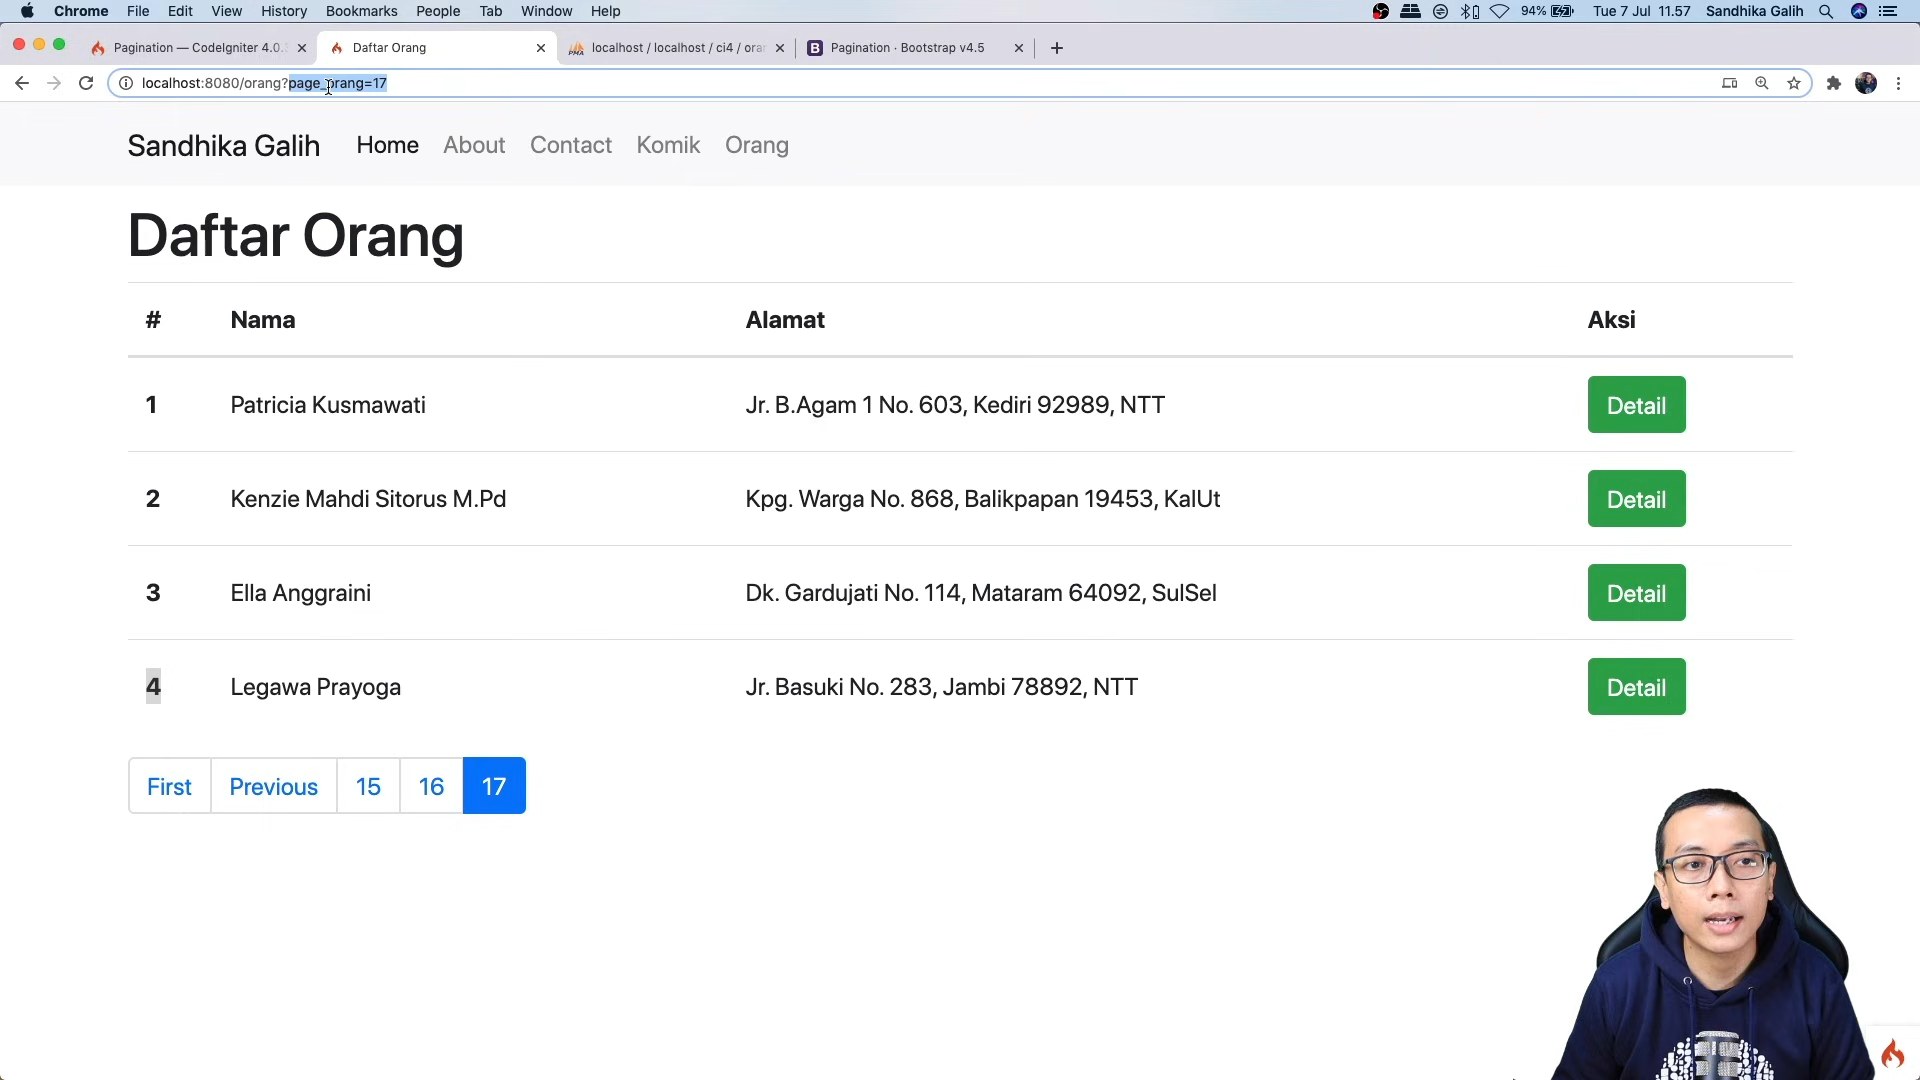 Chrome File Edit View History Bookmarks People Tab Window Help 94% Tue 7 Jul 11.57 Sandhika Galih
Pagination — CodeIgniter 4.0. Daftar Orang PMA localhost / localhost / ci4 / oran B Pagination · Bootstrap v4.5
localhost:8080/orang?page_orang=17
Sandhika Galih Home About Contact Komik Orang
Daftar Orang
# Nama Alamat Aksi
1 Patricia Kusmawati Jr. B.Agam 1 No. 603, Kediri 92989, NTT Detail
2 Kenzie Mahdi Sitorus M.Pd Kpg. Warga No. 868, Balikpapan 19453, KalUt Detail
3 Ella Anggraini Dk. Gardujati No. 114, Mataram 64092, SulSel Detail
4 Legawa Prayoga Jr. Basuki No. 283, Jambi 78892, NTT Detail
First Previous 15 16 17